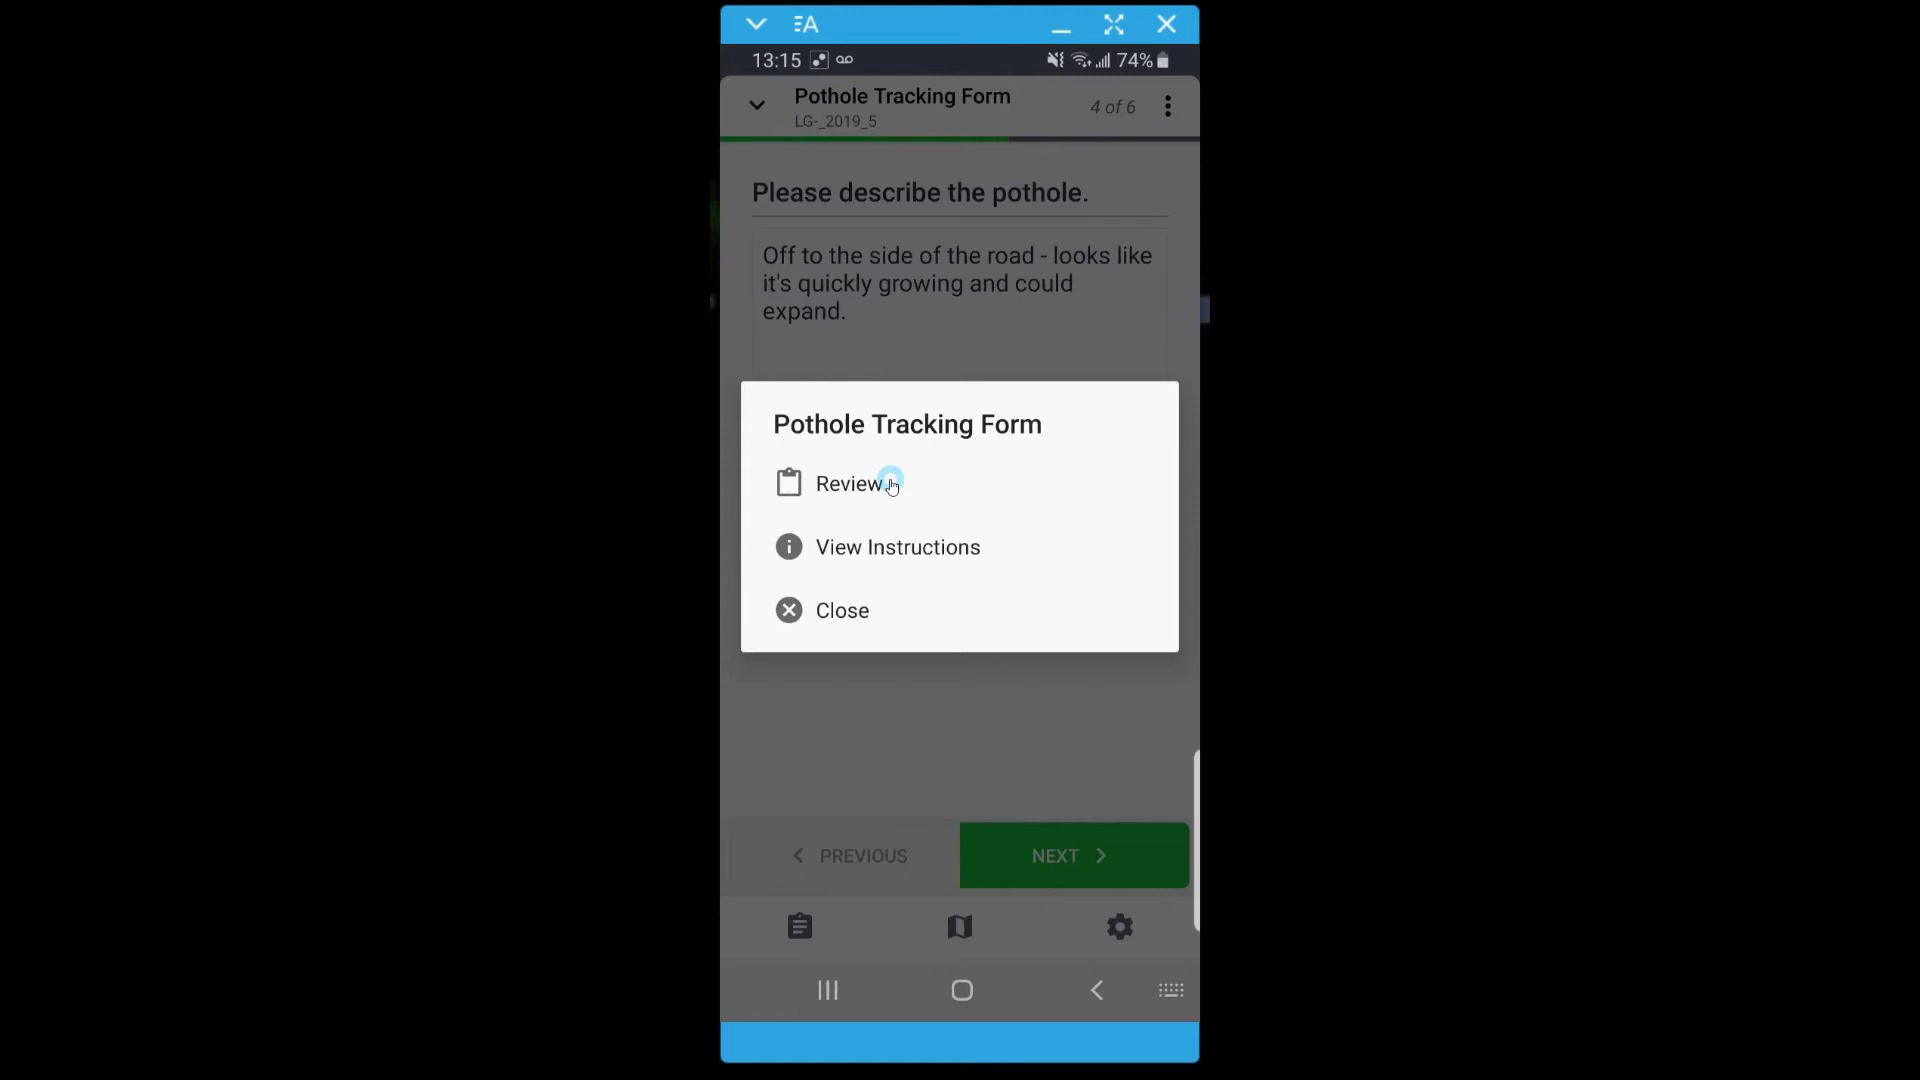 13:15
74%
Pothole Tracking Form
4 of 6
LG-_2019_5
Please describe the pothole.
Off to the side of the road - looks like
it's quickly growing and could
expand.
Pothole Tracking Form
Review
View Instructions
Close
PREVIOUS
NEXT